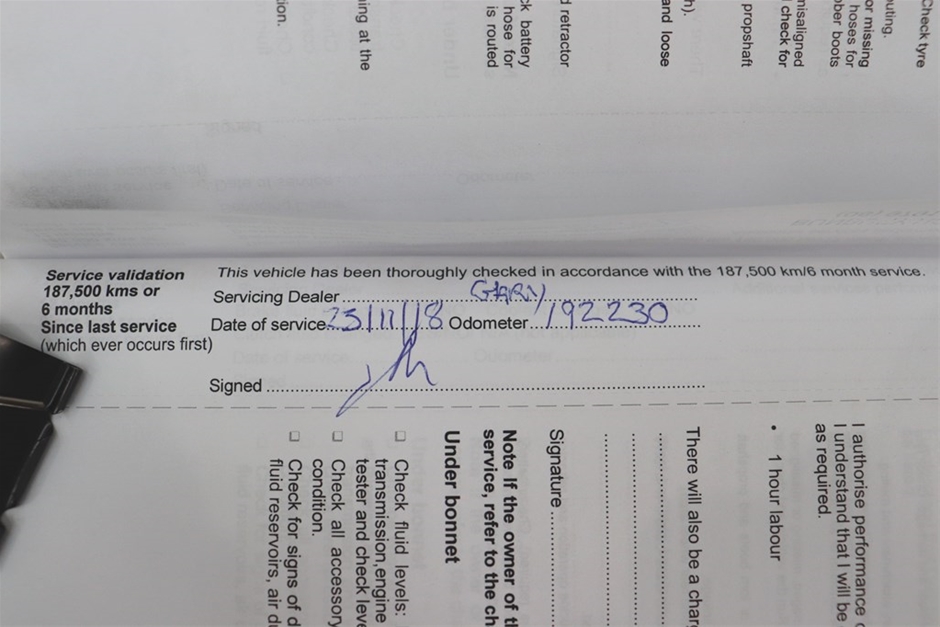 Check tyre
outing.
or missing
hoses for
ber boots
misaligned
check for
propshaft
h).
and loose
d retractor
ck battery
hose for
is routed
ing at the
ion.
Service validation
187,500 kms or
6 months
Since last service
(which ever occurs first)
This vehicle has been thoroughly checked in accordance with the 187,500 km/6 month service.
Servicing Dealer GARY
Date of service 23/11/18 Odometer 192230
Signed
I authorise performance
I understand that I will be
as required.
• 1 hour labour
There will also be a char
Signature
Note If the owner of th
service, refer to the ch
Under bonnet
❏ Check fluid levels:
transmission, engine
tester and check leve
❏ Check all accessory
condition.
❏ Check for signs of d
fluid reservoirs, air d